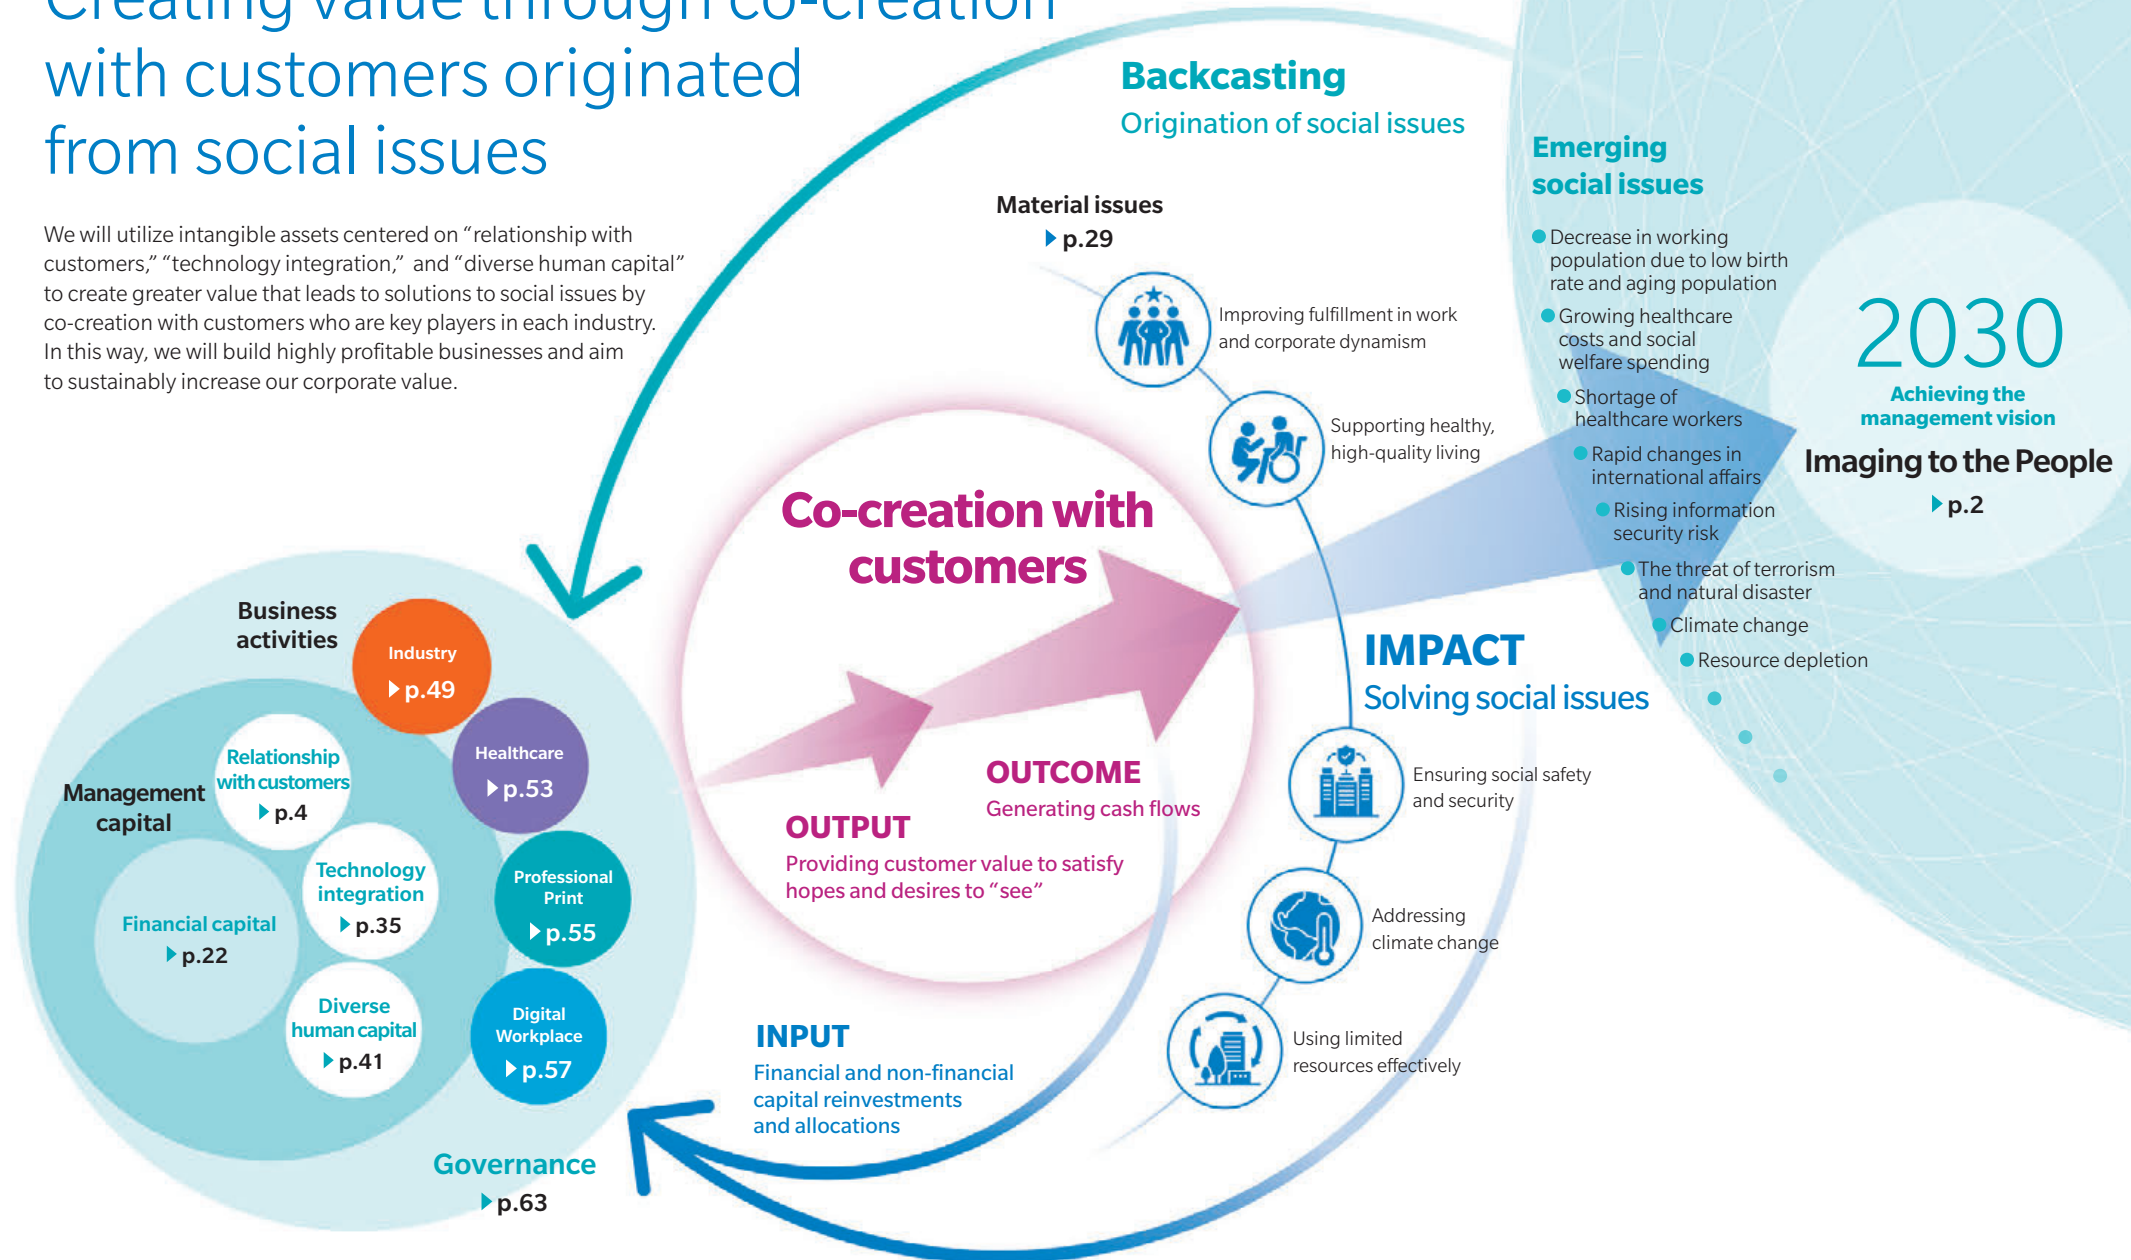 Creating value through co-creation
with customers originated
from social issues
We will utilize intangible assets centered on “relationship with
customers,” “technology integration,” and “diverse human capital”
to create greater value that leads to solutions to social issues by
co-creation with customers who are key players in each industry.
In this way, we will build highly profitable businesses and aim
to sustainably increase our corporate value.
Backcasting
Origination of social issues
Material issues
p.29
Improving fulfillment in work
and corporate dynamism
Supporting healthy,
high-quality living
Emerging
social issues
Decrease in working
population due to low birth
rate and aging population
Growing healthcare
costs and social
welfare spending
Shortage of
healthcare workers
Rapid changes in
international affairs
Rising information
security risk
The threat of terrorism
and natural disaster
Climate change
Resource depletion
2030
Achieving the
management vision
Imaging to the People
p.2
Co-creation with
customers
OUTCOME
Generating cash flows
OUTPUT
Providing customer value to satisfy
hopes and desires to “see”
IMPACT
Solving social issues
Ensuring social safety
and security
Addressing
climate change
Using limited
resources effectively
Business
activities
Industry
p.49
Healthcare
p.53
Professional
Print
p.55
Digital
Workplace
p.57
Management
capital
Relationship
with customers
p.4
Technology
integration
p.35
Financial capital
p.22
Diverse
human capital
p.41
INPUT
Financial and non-financial
capital reinvestments
and allocations
Governance
p.63